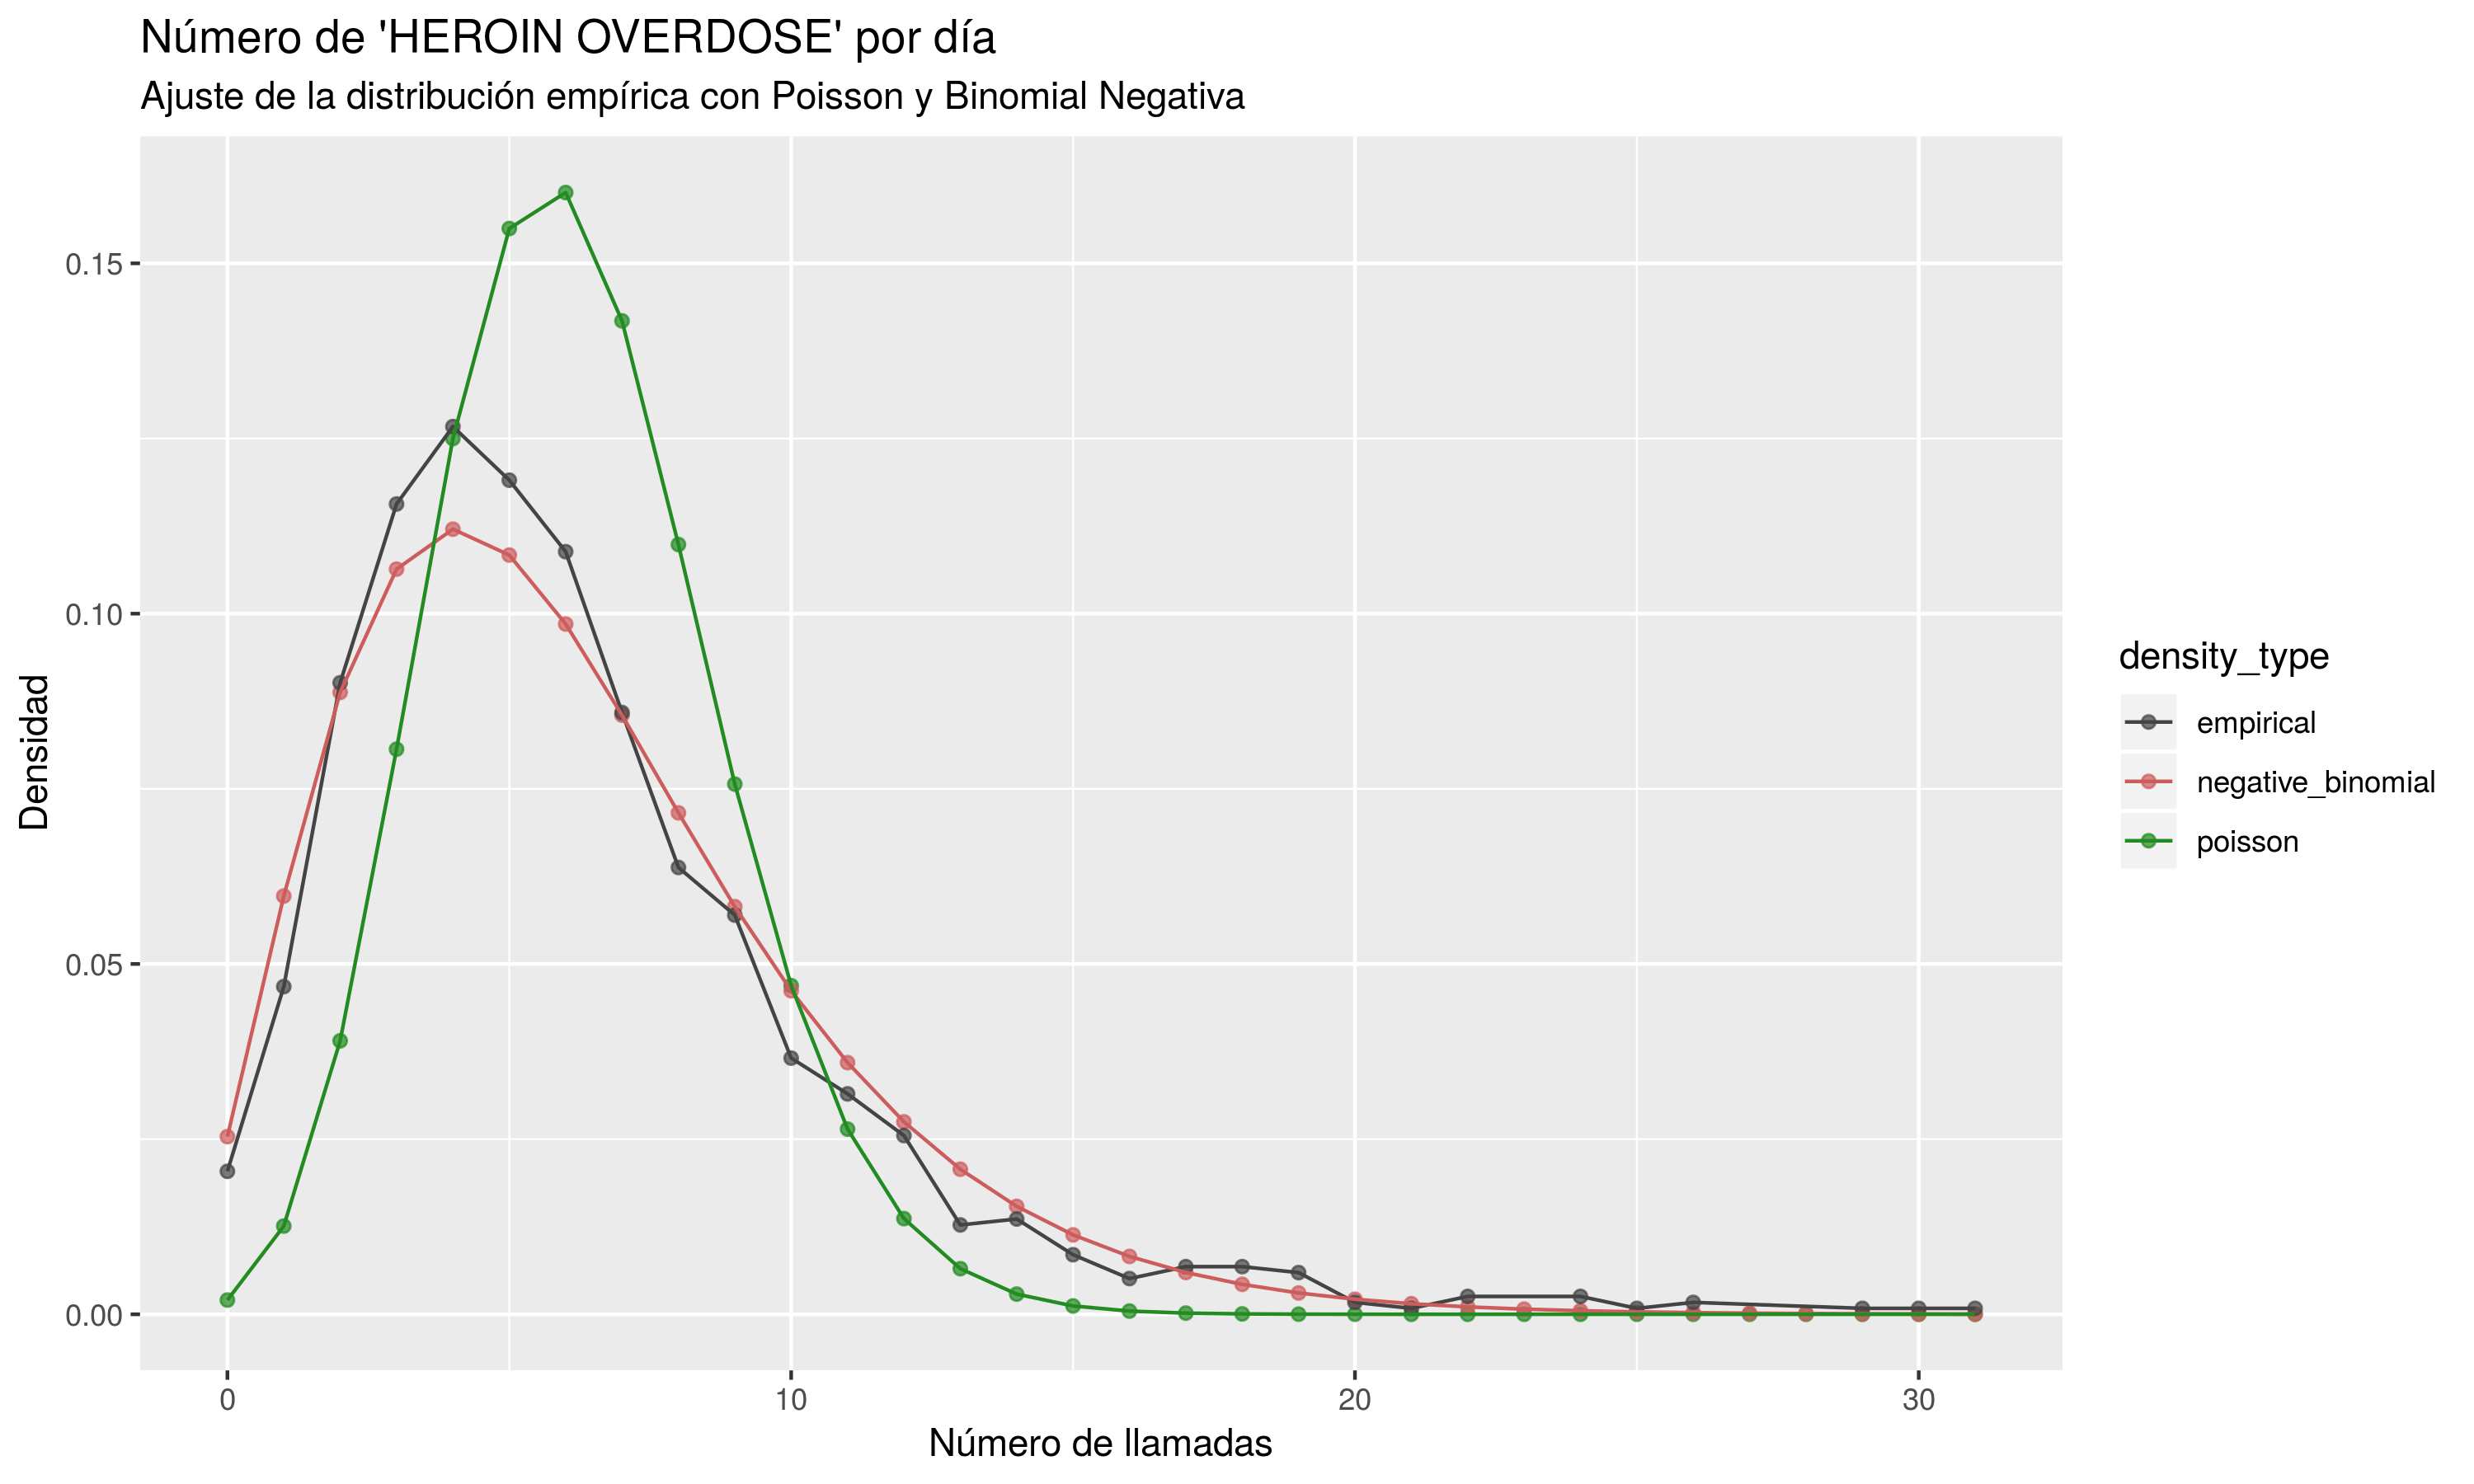 Número de 'HEROIN OVERDOSE' por día
Ajuste de la distribución empírica con Poisson y Binomial Negativa
Densidad
0.15
0.10
0.05
0.00
0 10 20 30
Número de llamadas
density_type
empirical
negative_binomial
poisson